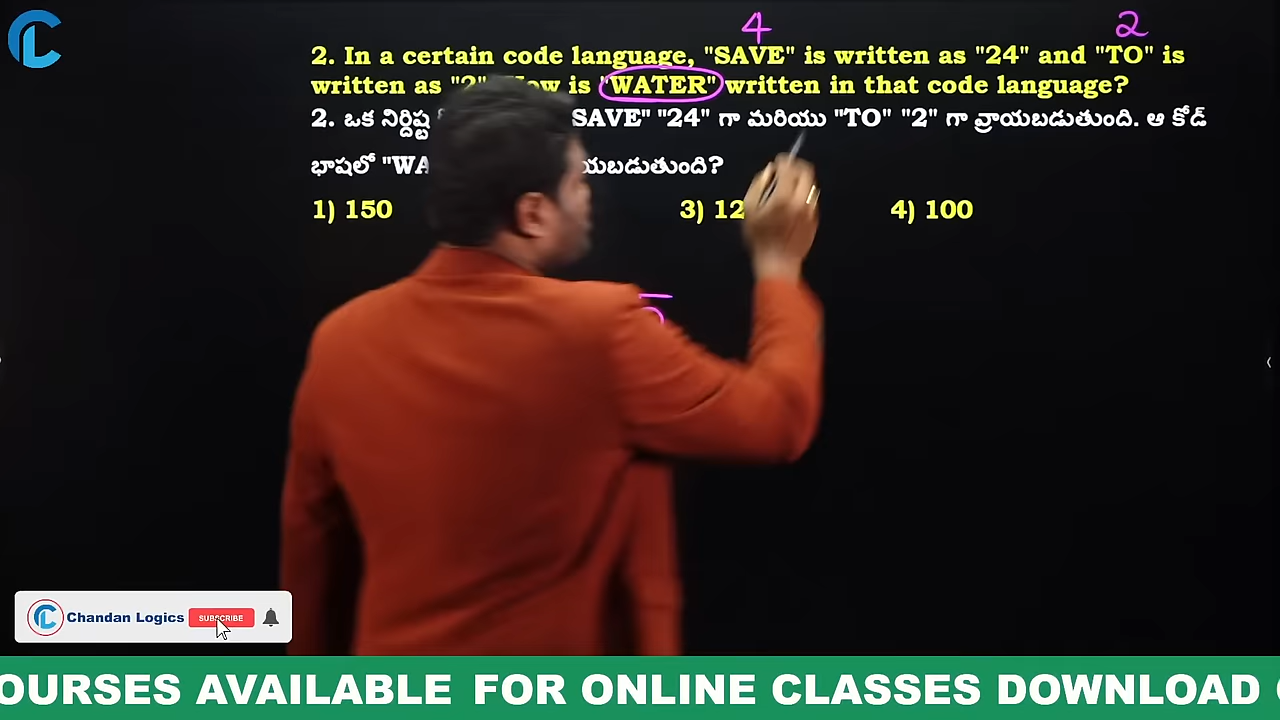 4 2
2. In a certain code language, "SAVE" is written as "24" and "TO" is
written as "2". How is "WATER" written in that code language?
2. ఒక నిర్దిష్ట SAVE" "24" గా మరియు "TO" "2" గా వ్రాయబడుతుంది. ఆ కోడ్
భాషలో "WA యబడుతుంది?
1) 150 3) 12 4) 100
Chandan Logics SUBSCRIBE
OURSES AVAILABLE FOR ONLINE CLASSES DOWNLOAD